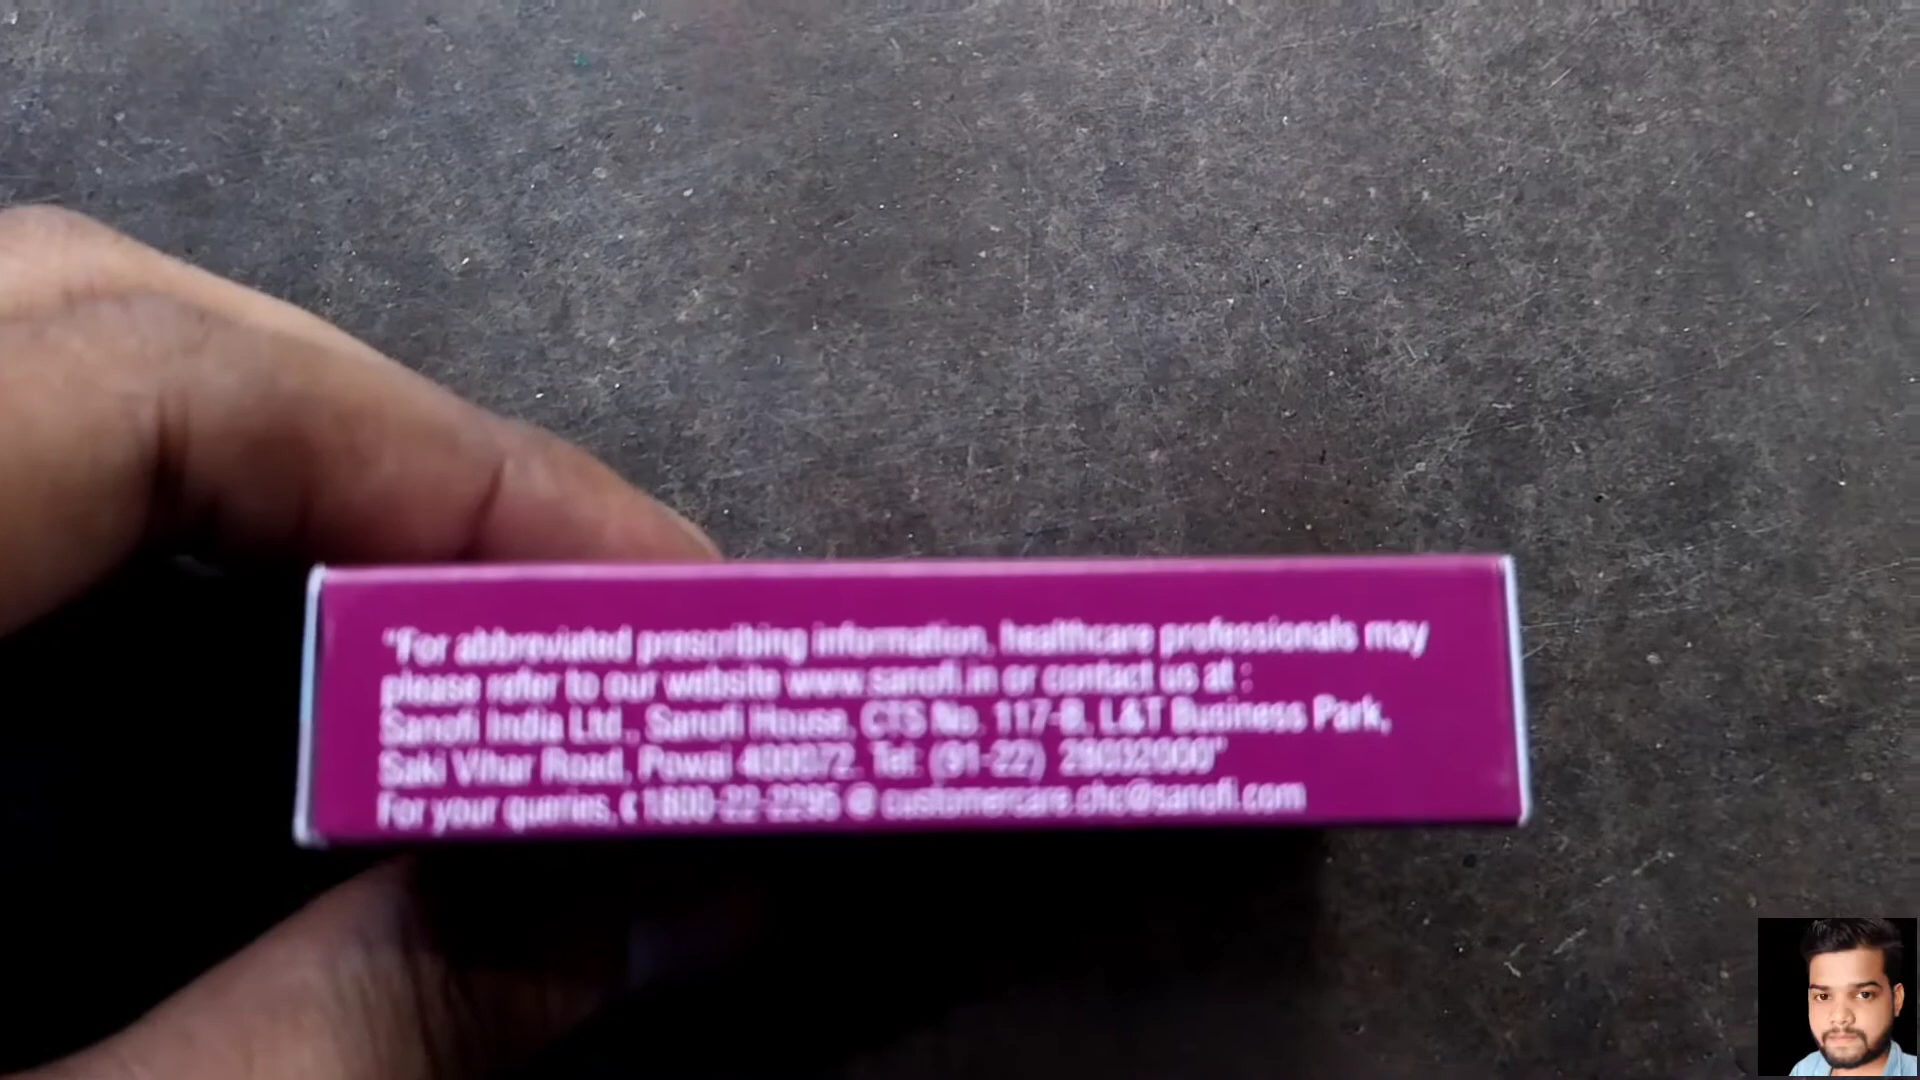 "For abbreviated prescribing information, healthcare professionals may
please refer to our website www.sanofi.in or contact us at :
Sanofi India Ltd., Sanofi House, CTS No. 117-B, L&T Business Park,
Saki Vihar Road, Powai 400072. Tel: (91-22) 28032000"
For your queries, 1800-22-2295 @ customercare.chc@sanofi.com